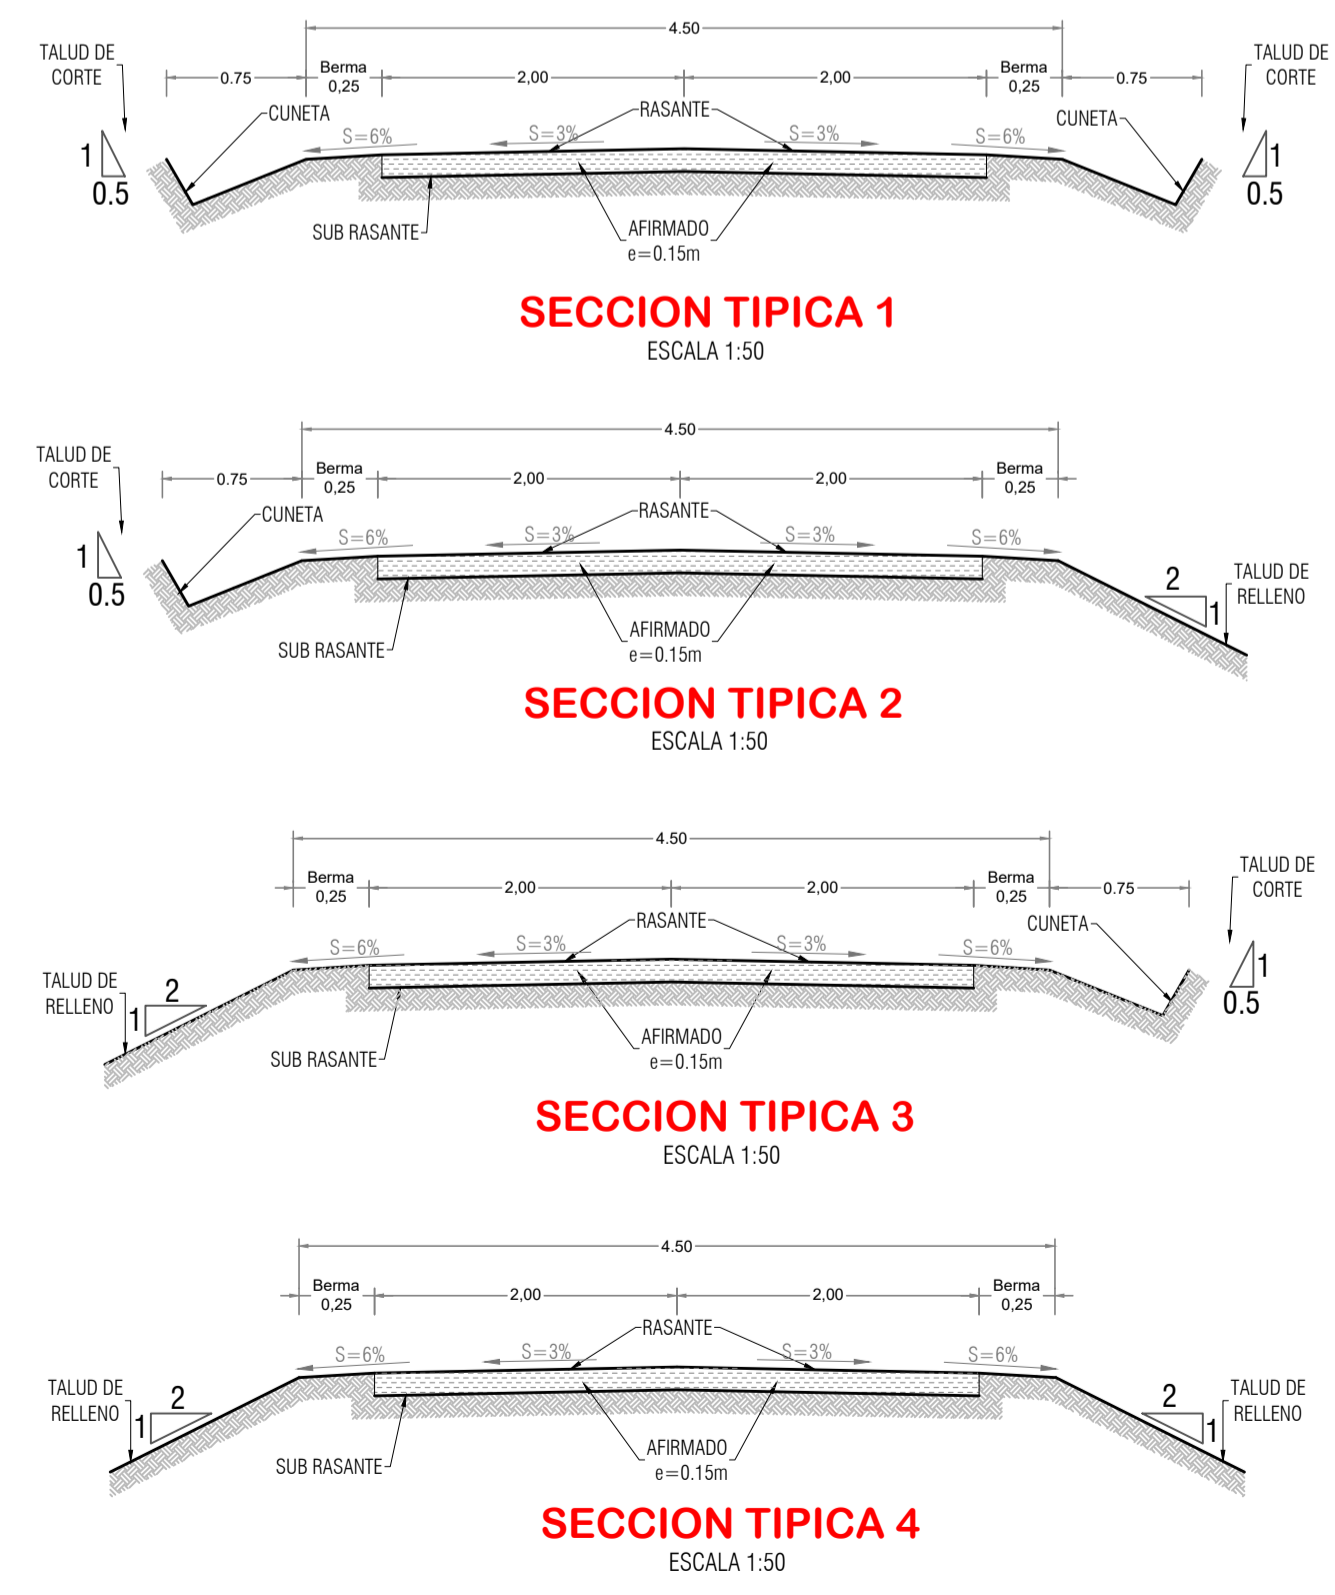 4.50
TALUD DE
CORTE
0.75
Berma
0,25
2,00
2,00
Berma
0,25
0.75
TALUD DE
CORTE
CUNETA
RASANTE
CUNETA
S=6%
S=3%
S=3%
S=6%
1
0.5
1
0.5
SUB RASANTE
AFIRMADO
e=0.15m
SECCION TIPICA 1
ESCALA 1:50
4.50
TALUD DE
CORTE
0.75
Berma
0,25
2,00
2,00
Berma
0,25
CUNETA
RASANTE
S=6%
S=3%
S=3%
S=6%
1
0.5
2
1
TALUD DE
RELLENO
SUB RASANTE
AFIRMADO
e=0.15m
SECCION TIPICA 2
ESCALA 1:50
4.50
Berma
0,25
2,00
2,00
Berma
0,25
0.75
TALUD DE
CORTE
RASANTE
CUNETA
S=6%
S=3%
S=3%
S=6%
TALUD DE
RELLENO
2
1
1
0.5
SUB RASANTE
AFIRMADO
e=0.15m
SECCION TIPICA 3
ESCALA 1:50
4.50
Berma
0,25
2,00
2,00
Berma
0,25
RASANTE
S=6%
S=3%
S=3%
S=6%
TALUD DE
RELLENO
2
1
2
1
TALUD DE
RELLENO
SUB RASANTE
AFIRMADO
e=0.15m
SECCION TIPICA 4
ESCALA 1:50